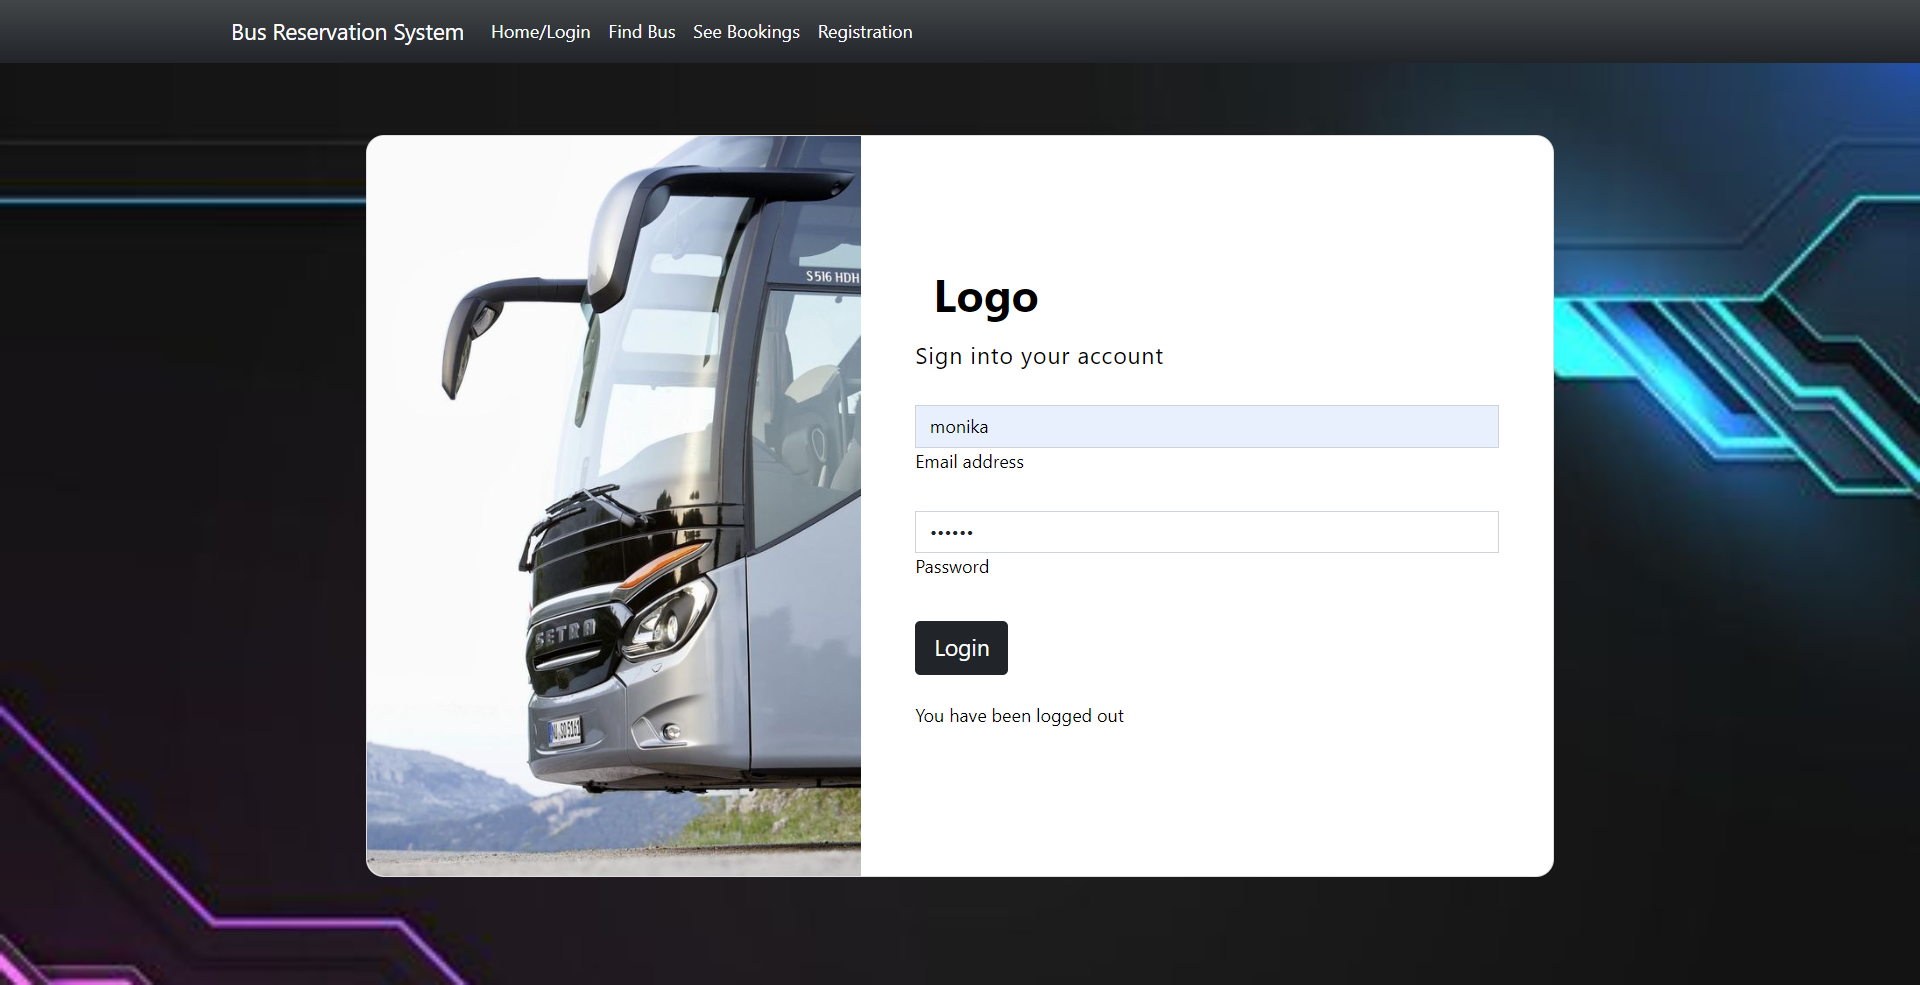 Bus Reservation System Home/Login Find Bus See Bookings Registration
S 516 HDH
SETRA
Logo
Sign into your account
monika
Email address
••••••
Password
Login
You have been logged out